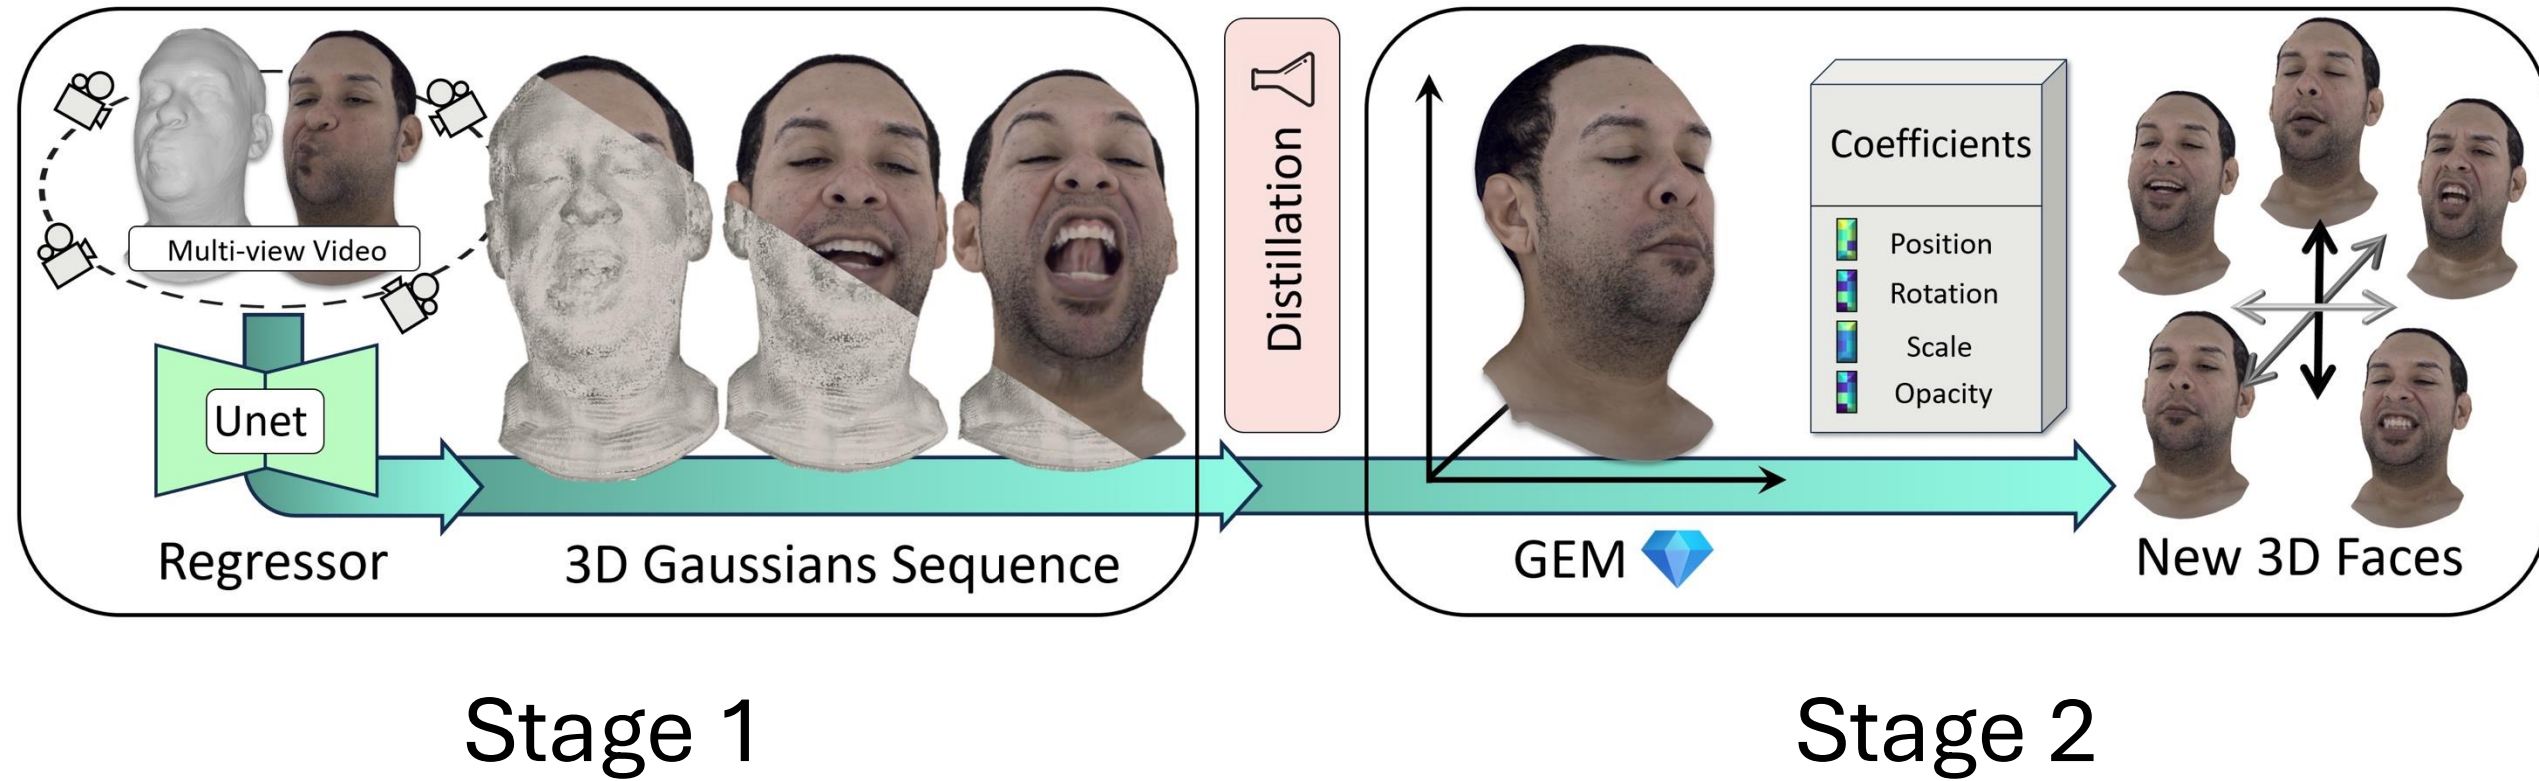 Multi-view Video
Unet
Regressor
3D Gaussians Sequence
Distillation
Coefficients
Position
Rotation
Scale
Opacity
GEM
New 3D Faces
Stage 1
Stage 2